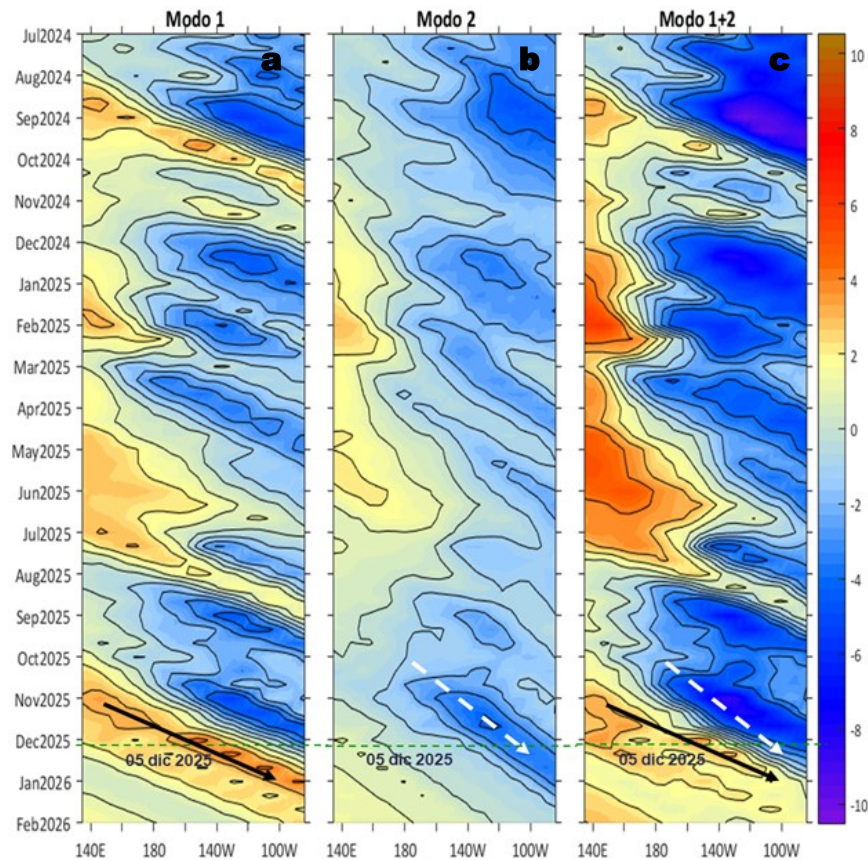 Modo 1
Modo 2
Modo 1+2
a
b
c
Jul2024
Aug2024
Sep2024
Oct2024
Nov2024
Dec2024
Jan2025
Feb2025
Mar2025
Apr2025
May2025
Jun2025
Jul2025
Aug2025
Sep2025
Oct2025
Nov2025
Dec2025
Jan2026
Feb2026
05 dic 2025
05 dic 2025
05 dic 2025
140E 180 140W 100W
140E 180 140W 100W
140E 180 140W 100W
10
8
6
4
2
0
-2
-4
-6
-8
-10